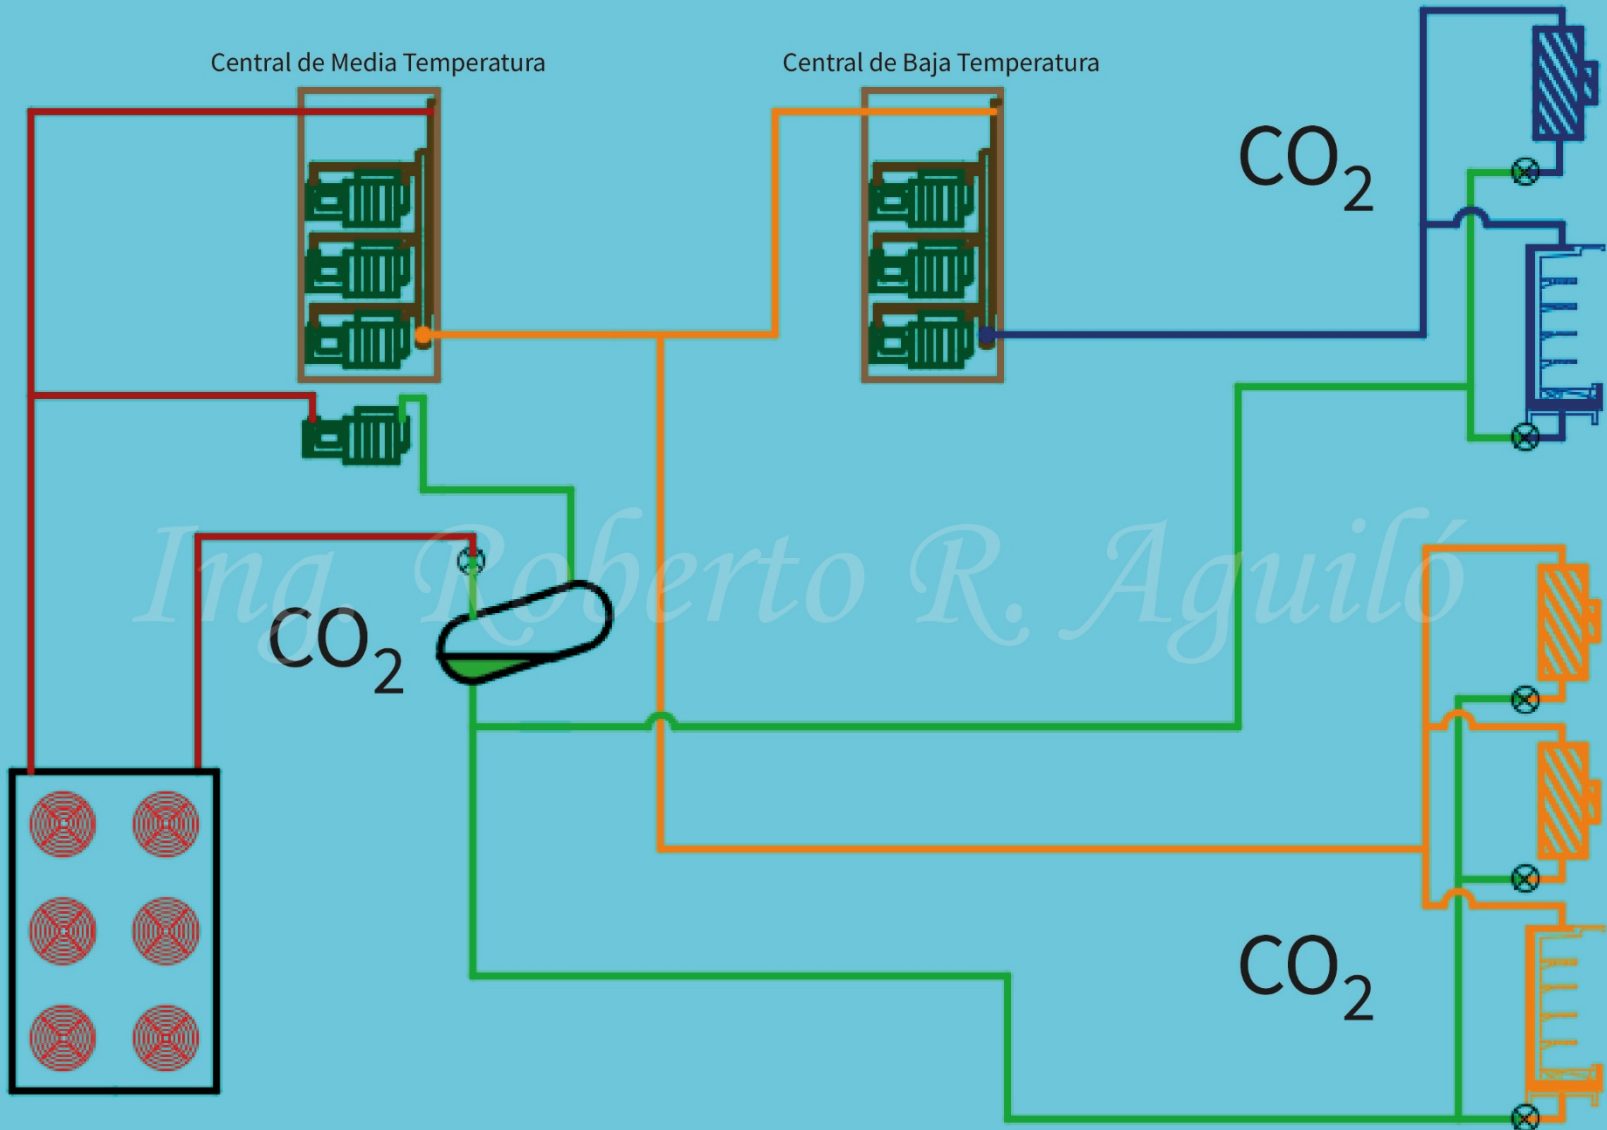 Central de Media Temperatura
Central de Baja Temperatura
CO₂
Ing. Roberto R. Aguiló
CO₂
CO₂